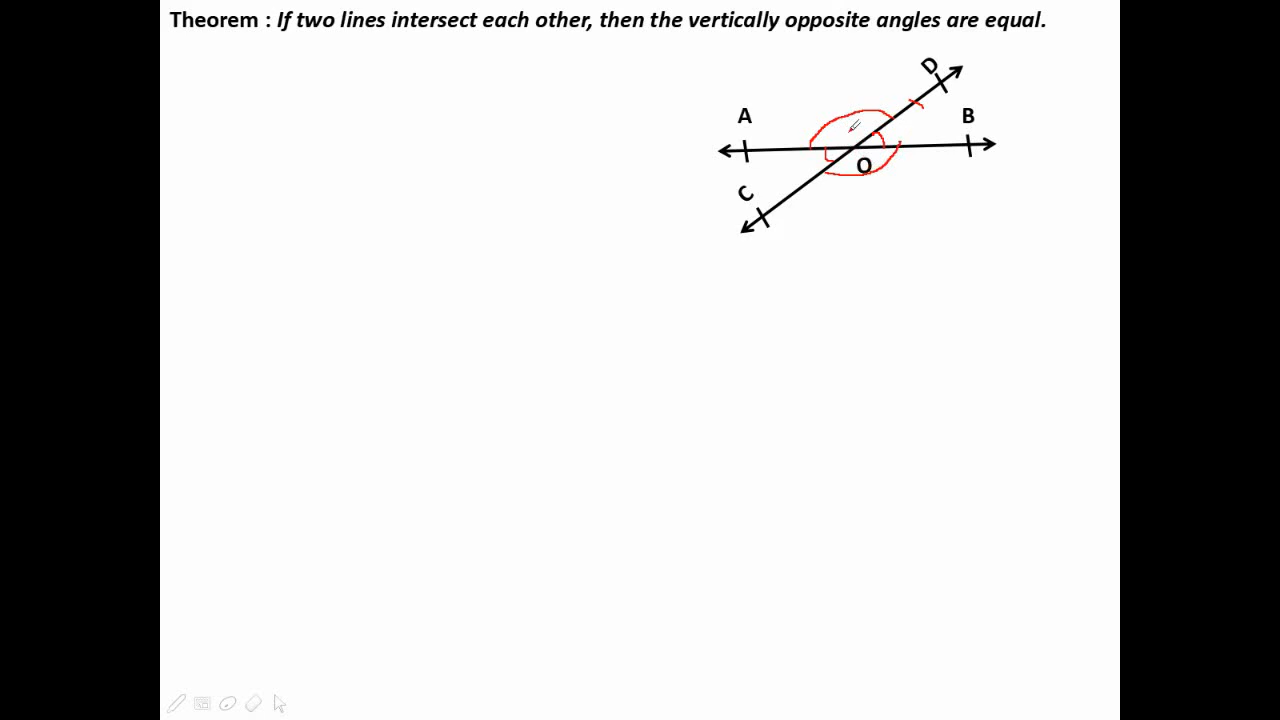 Theorem : If two lines intersect each other, then the vertically opposite angles are equal.
D
A
B
O
C